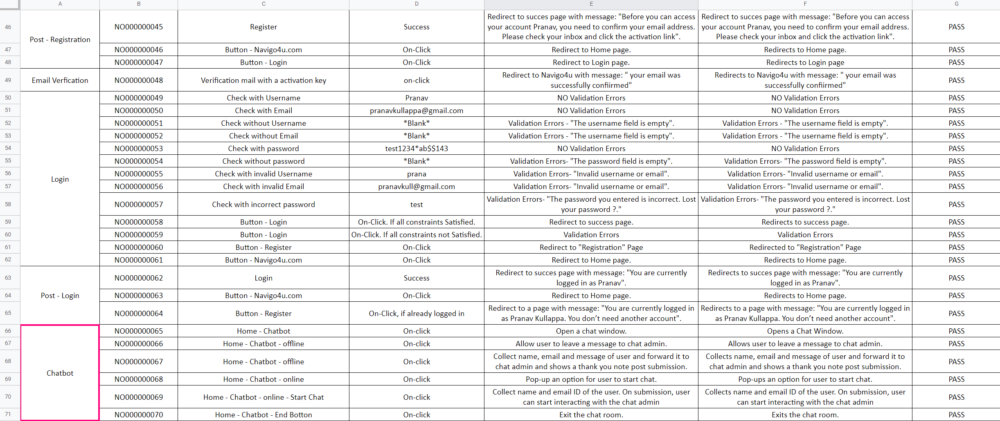 A B C D E F G
46 Post - Registration NO000000045 Register Success Redirect to succes page with message: "Before you can access your account Pranav, you need to confirm your email address. Please check your inbox and click the activation link". Redirect to succes page with message: "Before you can access your account Pranav, you need to confirm your email address. Please check your inbox and click the activation link". PASS
47 NO000000046 Button - Navigo4u.com On-Click Redirect to Home page. Redirects to Home page. PASS
48 NO000000047 Button - Login On-Click Redirect to Login page. Redirects to Login page PASS
49 Email Verfication NO000000048 Verification mail with a activation key on-click Redirect to Navigo4u with message: " your email was successfully confiirmed" Redirects to Navigo4u with message: " your email was successfully confiirmed" PASS
50 Login NO000000049 Check with Username Pranav NO Validation Errors NO Validation Errors PASS
51 NO000000050 Check with Email pranavkullappa@gmail.com NO Validation Errors NO Validation Errors PASS
52 NO000000051 Check without Username *Blank* Validation Errors - "The username field is empty". Validation Errors - "The username field is empty". PASS
53 NO000000052 Check without Email *Blank* Validation Errors - "The username field is empty". Validation Errors - "The username field is empty". PASS
54 NO000000053 Check with password test1234*ab$$143 NO Validation Errors NO Validation Errors PASS
55 NO000000054 Check without password *Blank* Validation Errors- "The password field is empty". Validation Errors- "The password field is empty". PASS
56 NO000000055 Check with invalid Username prana Validation Errors- "Invalid username or email". Validation Errors- "Invalid username or email". PASS
57 NO000000056 Check with invalid Email pranavkull@gmail.com Validation Errors- "Invalid username or email". Validation Errors- "Invalid username or email". PASS
58 NO000000057 Check with incorrect password test Validation Errors- "The password you entered is incorrect. Lost your password ?." Validation Errors- "The password you entered is incorrect. Lost your password ?." PASS
59 NO000000058 Button - Login On-Click. If all constraints Satisfied. Redirect to success page. Redirects to success page. PASS
60 NO000000059 Button - Login On-Click. If all constraints not Satisfied. Validation Errors Validation Errors PASS
61 NO000000060 Button - Register On-Click Redirect to "Registration" Page Redirected to "Registration" Page PASS
62 NO000000061 Button - Navigo4u.com On-Click Redirect to Home page. Redirects to Home page. PASS
63 Post - Login NO000000062 Login Success Redirect to succes page with message: "You are currently logged in as Pranav". Redirects to succes page with message: "You are currently logged in as Pranav". PASS
64 NO000000063 Button - Navigo4u.com On-Click Redirect to Home page. Redirects to Home page. PASS
65 NO000000064 Button - Register On-Click, if already logged in Redirect to a page with message: "You are currently logged in as Pranav Kullappa. You don’t need another account". Redirects to a page with message: "You are currently logged in as Pranav Kullappa. You don’t need another account". PASS
66 Chatbot NO000000065 Home - Chatbot On-click Open a chat window. Opens a Chat Window. PASS
67 NO000000066 Home - Chatbot - offline On-click Allow user to leave a message to chat admin. Allows user to leave a message to chat admin. PASS
68 NO000000067 Home - Chatbot - offline On-click Collect name, email and message of user and forward it to chat admin and shows a thank you note post submission. Collects name, email and message of user and forward it to chat admin and shows a thank you note post submission. PASS
69 NO000000068 Home - Chatbot - online On-click Pop-up an option for user to start chat. Pop-ups an option for user to start chat. PASS
70 NO000000069 Home - Chatbot - online - Start Chat On-click Collect name and email ID of the user. On submission, user can start interacting with the chat admin Collects name and email ID of the user. On submission, user can start interacting with the chat admin PASS
71 NO000000070 Home - Chatbot - End Botton On-click Exit the chat room. Exits the chat room. PASS